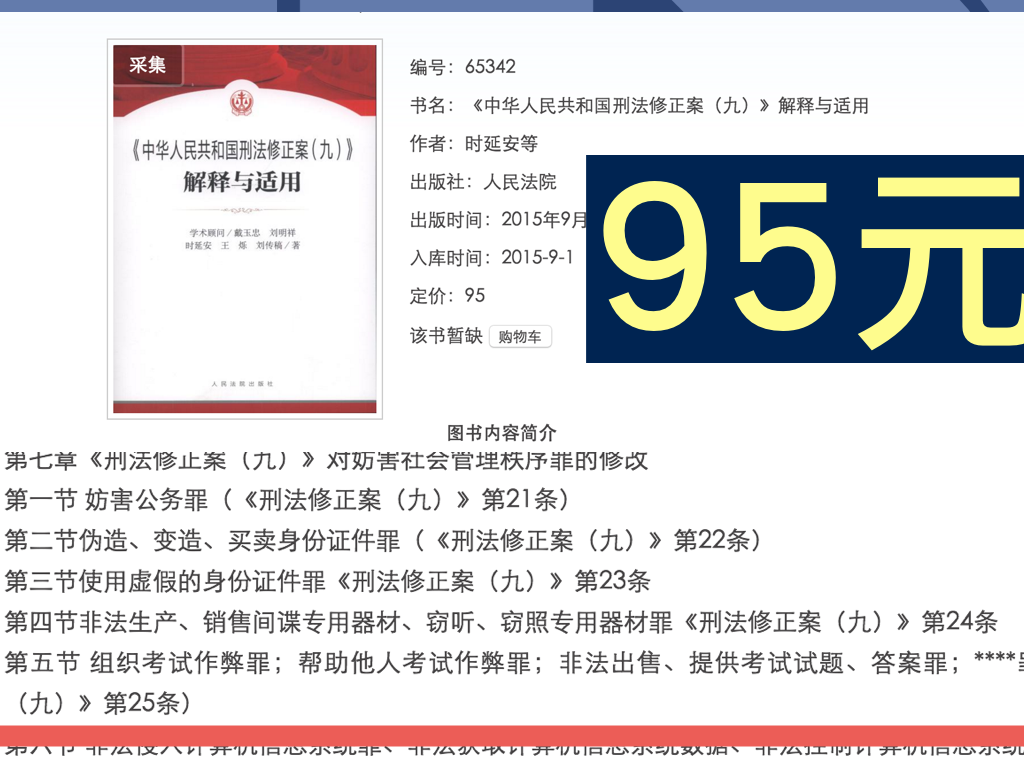 采集
《中华人民共和国刑法修正案（九）》
解释与适用
学术顾问／戴玉忠 刘明祥
时延安 王 烁 刘传稿／著
人民法院出版社
编号：65342
书名：《中华人民共和国刑法修正案（九）》解释与适用
作者：时延安等
出版社：人民法院
出版时间：2015年9月
入库时间：2015-9-1
定价：95
该书暂缺 购物车
95元
图书内容简介
第七章《刑法修正案（九）》对妨害社会管理秩序罪的修改
第一节 妨害公务罪（《刑法修正案（九）》第21条）
第二节伪造、变造、买卖身份证件罪（《刑法修正案（九）》第22条）
第三节使用虚假的身份证件罪《刑法修正案（九）》第23条
第四节非法生产、销售间谍专用器材、窃听、窃照专用器材罪《刑法修正案（九）》第24条
第五节 组织考试作弊罪；帮助他人考试作弊罪；非法出售、提供考试试题、答案罪；****
（九）》第25条）
第六节 非法侵入计算机信息系统罪、非法获取计算机信息系统数据、非法控制计算机信息系统